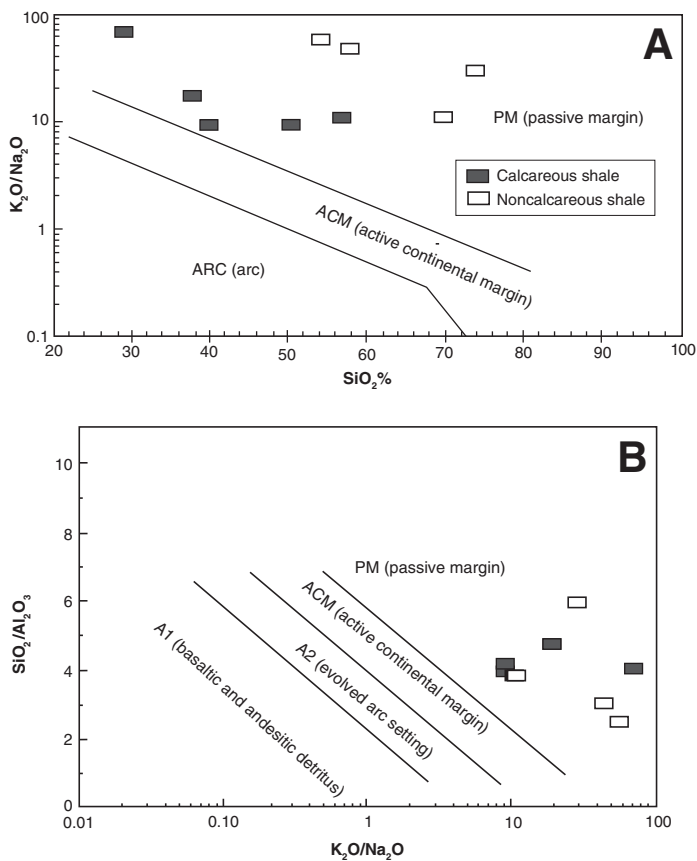 A
100
10
1
0.1
K₂O/Na₂O
PM (passive margin)
Calcareous shale
Noncalcareous shale
ACM (active continental margin)
ARC (arc)
20 30 40 50 60 70 80 90 100
SiO₂%
B
10
8
6
4
2
0
SiO₂/Al₂O₃
PM (passive margin)
ACM (active continental margin)
A2 (evolved arc setting)
A1 (basaltic and andesitic detritus)
0.01 0.10 1 10 100
K₂O/Na₂O